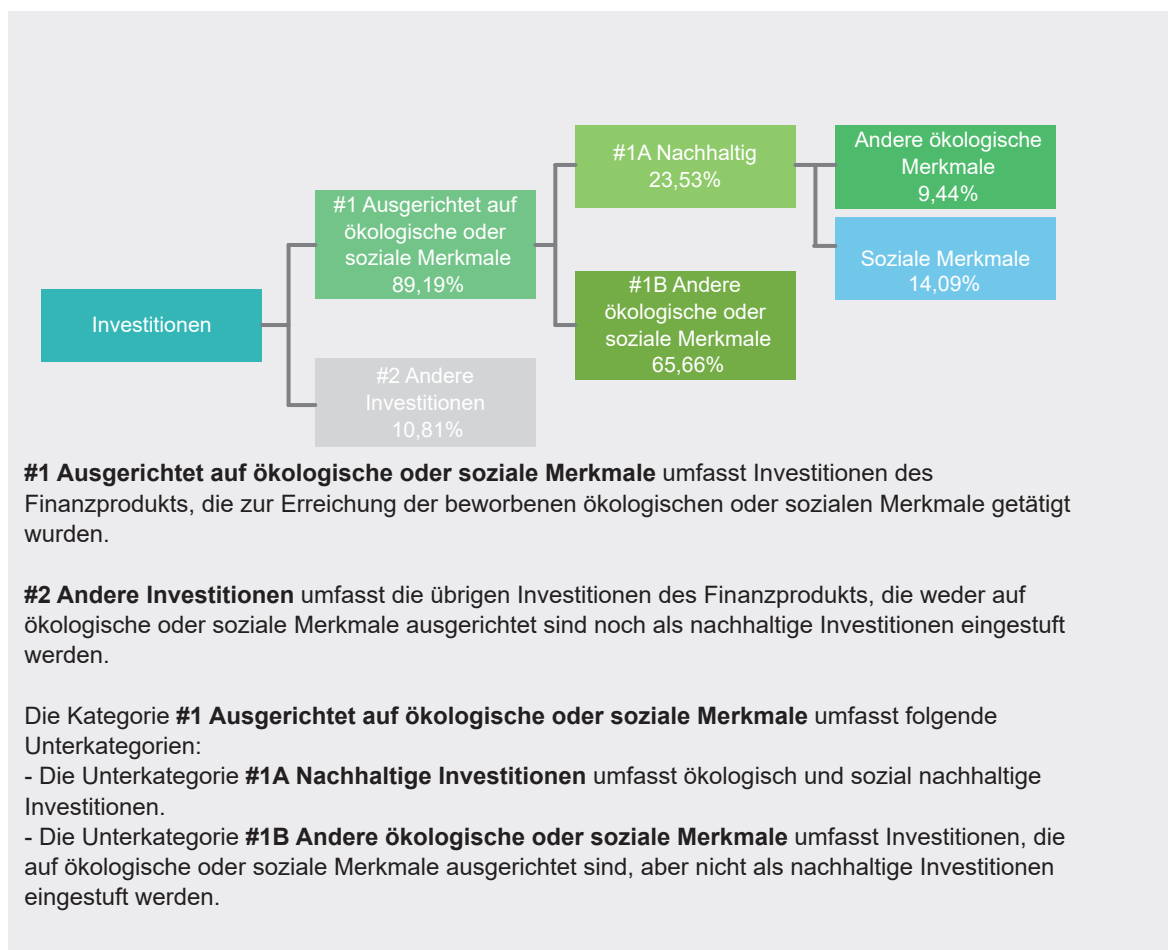 #1A Nachhaltig
23,53%
Andere ökologische
Merkmale
9,44%
#1 Ausgerichtet auf
ökologische oder
soziale Merkmale
89,19%
Soziale Merkmale
14,09%
#1B Andere
ökologische oder
soziale Merkmale
65,66%
Investitionen
#2 Andere
Investitionen
10,81%
#1 Ausgerichtet auf ökologische oder soziale Merkmale umfasst Investitionen des
Finanzprodukts, die zur Erreichung der beworbenen ökologischen oder sozialen Merkmale getätigt
wurden.
#2 Andere Investitionen umfasst die übrigen Investitionen des Finanzprodukts, die weder auf
ökologische oder soziale Merkmale ausgerichtet sind noch als nachhaltige Investitionen eingestuft
werden.
Die Kategorie #1 Ausgerichtet auf ökologische oder soziale Merkmale umfasst folgende
Unterkategorien:
- Die Unterkategorie #1A Nachhaltige Investitionen umfasst ökologisch und sozial nachhaltige
Investitionen.
- Die Unterkategorie #1B Andere ökologische oder soziale Merkmale umfasst Investitionen, die
auf ökologische oder soziale Merkmale ausgerichtet sind, aber nicht als nachhaltige Investitionen
eingestuft werden.